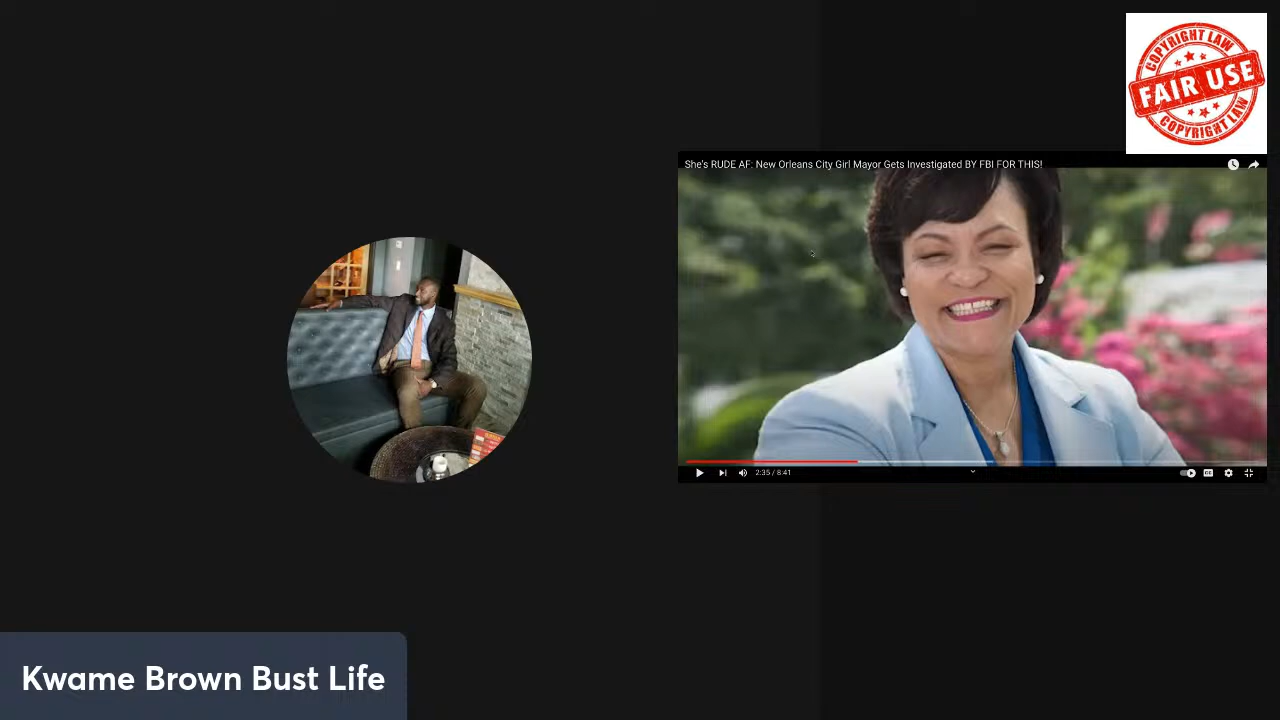 COPYRIGHT LAW
FAIR USE
COPYRIGHT LAW
She's RUDE AF: New Orleans City Girl Mayor Gets Investigated BY FBI FOR THIS!
2:35 / 8:41
Kwame Brown Bust Life